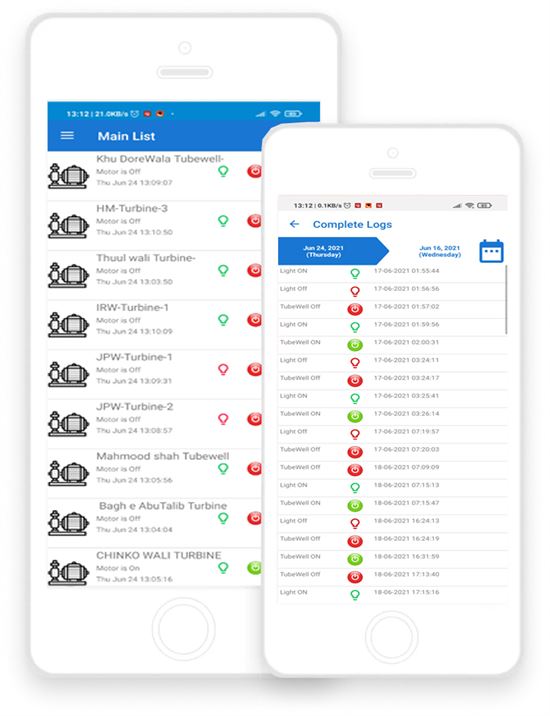 13:12 | 21.0KB/s
Main List
Khu DoreWala Tubewell-
Motor is Off
Thu Jun 24 13:09:07
HM-Turbine-3
Motor is Off
Thu Jun 24 13:10:50
Thuul wali Turbine-
Motor is Off
Thu Jun 24 13:03:50
IRW-Turbine-1
Motor is Off
Thu Jun 24 13:10:09
JPW-Turbine-1
Motor is Off
Thu Jun 24 13:09:31
JPW-Turbine-2
Motor is Off
Thu Jun 24 13:08:57
Mahmood shah Tubewell
Motor is Off
Thu Jun 24 13:05:56
Bagh e AbuTalib Turbine
Motor is Off
Thu Jun 24 13:04:04
CHINKO WALI TURBINE
Motor is On
Thu Jun 24 13:05:16
13:12 | 0.1KB/s
Complete Logs
Jun 24, 2021
(Thursday)
Jun 16, 2021
(Wednesday)
Light ON 17-06-2021 01:55:44
Light Off 17-06-2021 01:56:56
TubeWell Off 17-06-2021 01:57:02
Light ON 17-06-2021 01:59:56
TubeWell ON 17-06-2021 02:00:31
Light Off 17-06-2021 03:24:11
TubeWell Off 17-06-2021 03:24:17
Light ON 17-06-2021 03:25:41
TubeWell ON 17-06-2021 03:26:14
Light Off 17-06-2021 07:19:57
TubeWell Off 17-06-2021 07:20:03
TubeWell Off 18-06-2021 07:09:09
Light ON 18-06-2021 07:15:13
TubeWell ON 18-06-2021 07:15:47
Light Off 18-06-2021 16:24:13
TubeWell Off 18-06-2021 16:24:19
TubeWell ON 18-06-2021 16:31:59
TubeWell Off 18-06-2021 17:13:40
Light ON 18-06-2021 17:15:16